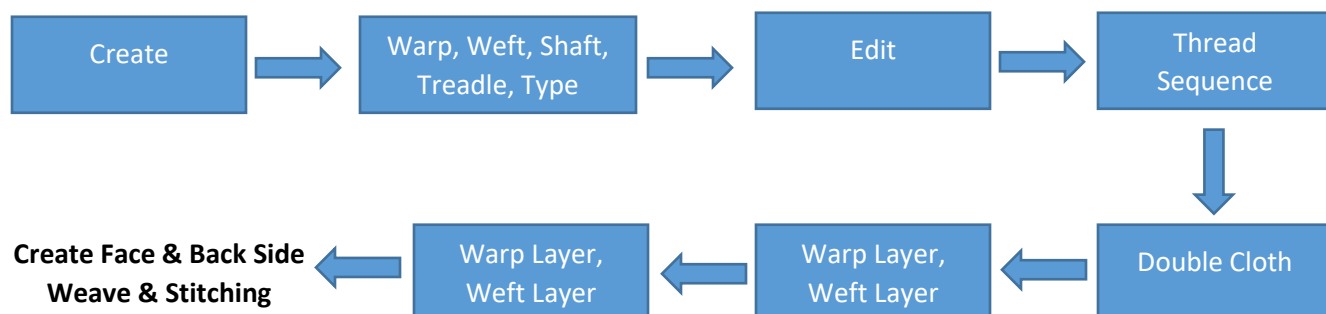 Create
Warp, Weft, Shaft,
Treadle, Type
Edit
Thread
Sequence
Double Cloth
Warp Layer,
Weft Layer
Warp Layer,
Weft Layer
Create Face & Back Side
Weave & Stitching